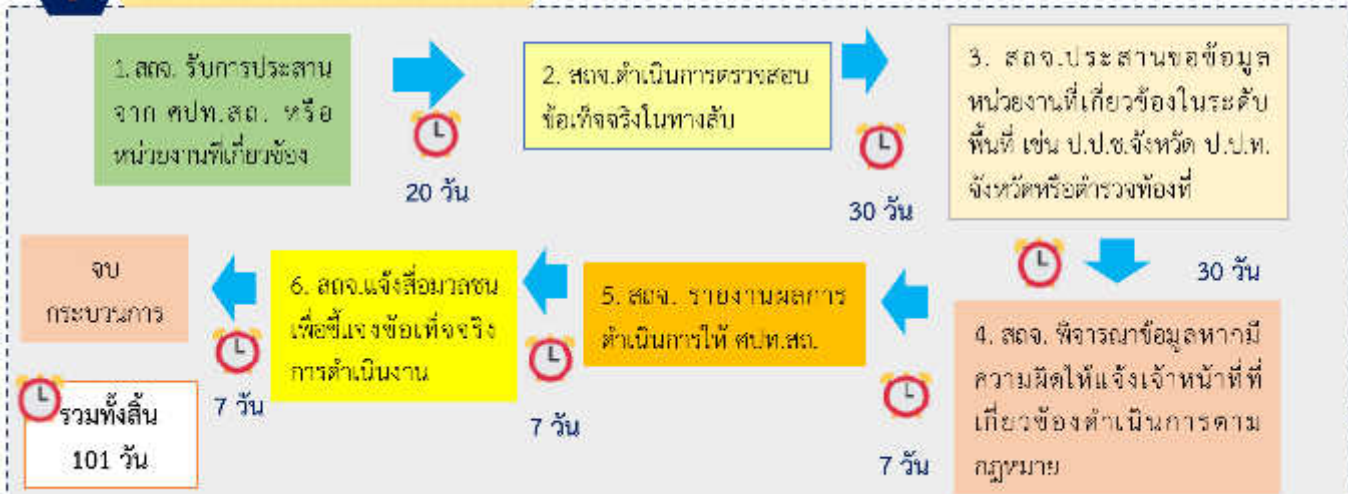 1. สถจ. รับการประสาน
จาก ศปท.สถ. หรือ
หน่วยงานที่เกี่ยวข้อง
20 วัน
2. สถจ.ดำเนินการตรวจสอบ
ข้อเท็จจริงในทางลับ
30 วัน
3. สถจ.ประสานขอข้อมูล
หน่วยงานที่เกี่ยวข้องในระดับ
พื้นที่ เช่น ป.ป.ช.จังหวัด ป.ป.ท.
จังหวัดหรือตำรวจท้องที่
30 วัน
4. สถจ. พิจารณาข้อมูลหากมี
ความผิดให้แจ้งเจ้าหน้าที่ที่
เกี่ยวข้องดำเนินการตาม
กฎหมาย
7 วัน
5. สถจ. รายงานผลการ
ดำเนินการให้ ศปท.สถ.
7 วัน
6. สถจ.แจ้งสื่อมวลชน
เพื่อชี้แจงข้อเท็จจริง
การดำเนินงาน
7 วัน
จบ
กระบวนการ
รวมทั้งสิ้น
101 วัน